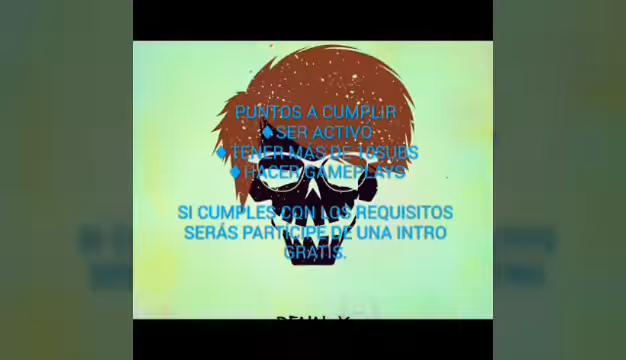 PUNTOS A CUMPLIR
♦SER ACTIVO
♦TENER MÁS DE 10SUBS
♦HACER GAMEPLAYS
SI CUMPLES CON LOS REQUISITOS
SERÁS PARTICIPE DE UNA INTRO
GRATIS.